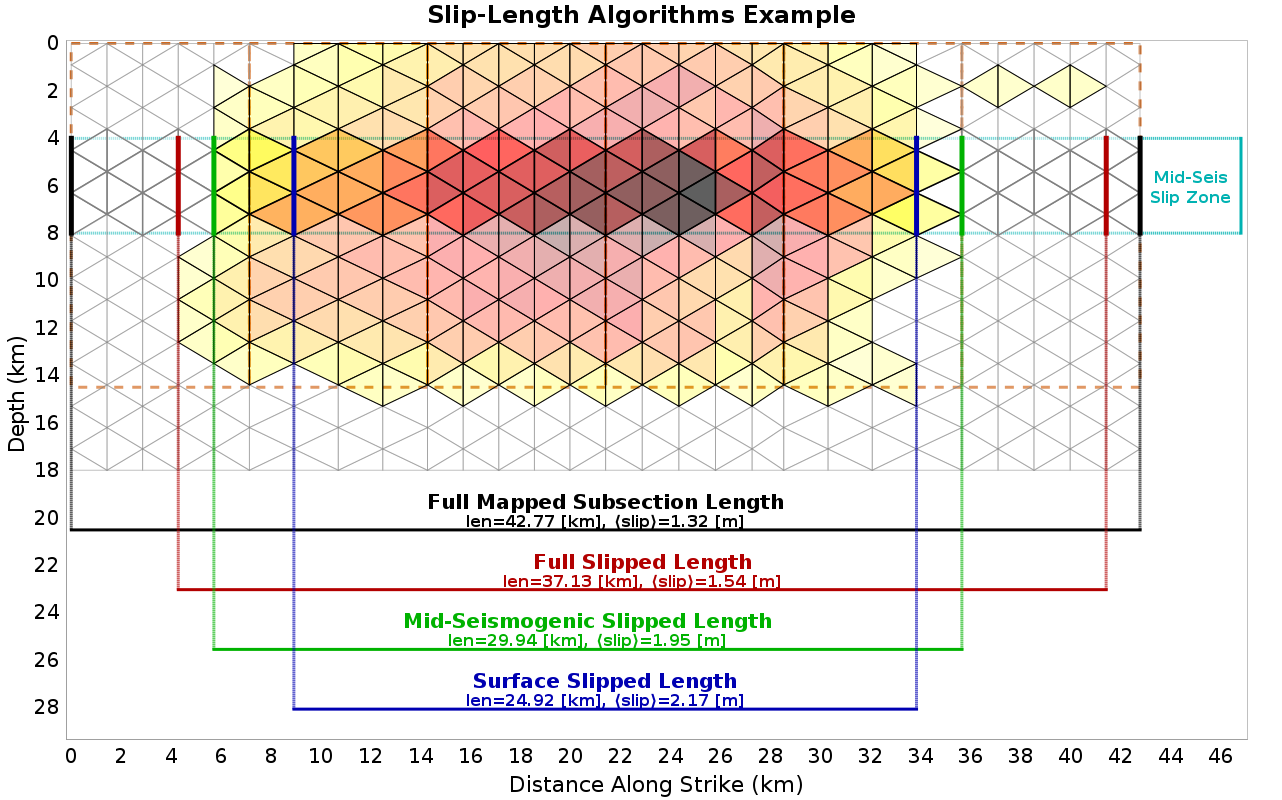 Slip-Length Algorithms Example
0
2
4
6
8
10
12
14
16
18
20
22
24
26
28
Depth (km)
Mid-Seis
Slip Zone
Full Mapped Subsection Length
len=42.77 [km], ⟨slip⟩=1.32 [m]
Full Slipped Length
len=37.13 [km], ⟨slip⟩=1.54 [m]
Mid-Seismogenic Slipped Length
len=29.94 [km], ⟨slip⟩=1.95 [m]
Surface Slipped Length
len=24.92 [km], ⟨slip⟩=2.17 [m]
0 2 4 6 8 10 12 14 16 18 20 22 24 26 28 30 32 34 36 38 40 42 44 46
Distance Along Strike (km)